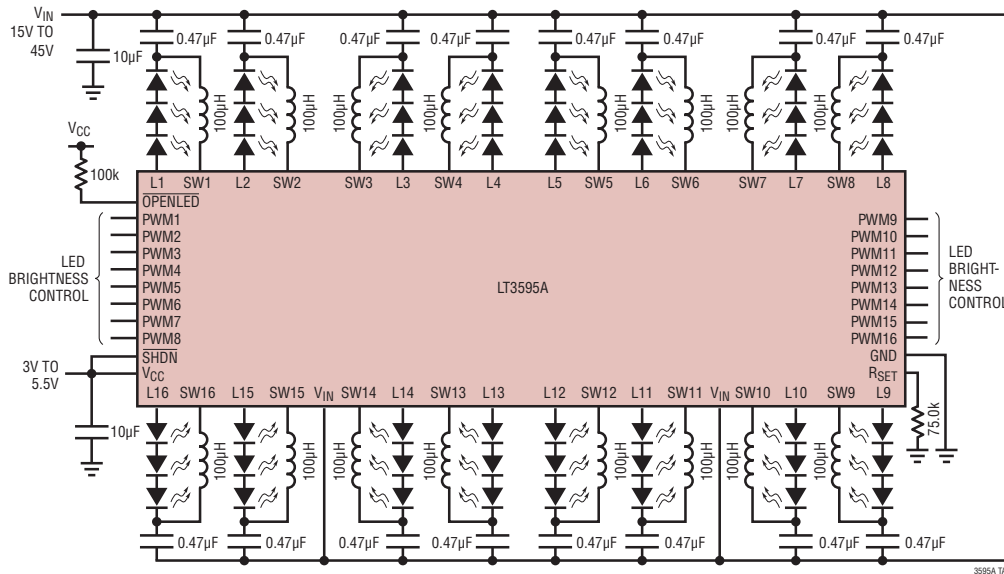 VIN
15V TO
45V
10µF
0.47µF 0.47µF 0.47µF 0.47µF 0.47µF 0.47µF 0.47µF 0.47µF
100µH 100µH 100µH 100µH 100µH 100µH 100µH 100µH
VCC
100k
L1 SW1 L2 SW2 SW3 L3 SW4 L4 L5 SW5 L6 SW6 SW7 L7 SW8 L8
OPENLED
PWM1
PWM2
PWM3
PWM4
PWM5
PWM6
PWM7
PWM8
LED
BRIGHTNESS
CONTROL
LT3595A
PWM9
PWM10
PWM11
PWM12
PWM13
PWM14
PWM15
PWM16
LED
BRIGHT-
NESS
CONTROL
3V TO
5.5V
SHDN
VCC
GND
RSET
L16 SW16 L15 SW15 VIN SW14 L14 SW13 L13 L12 SW12 L11 SW11 VIN SW10 L10 SW9 L9
10µF
75.0k
100µH 100µH 100µH 100µH 100µH 100µH 100µH 100µH
0.47µF 0.47µF 0.47µF 0.47µF 0.47µF 0.47µF 0.47µF 0.47µF